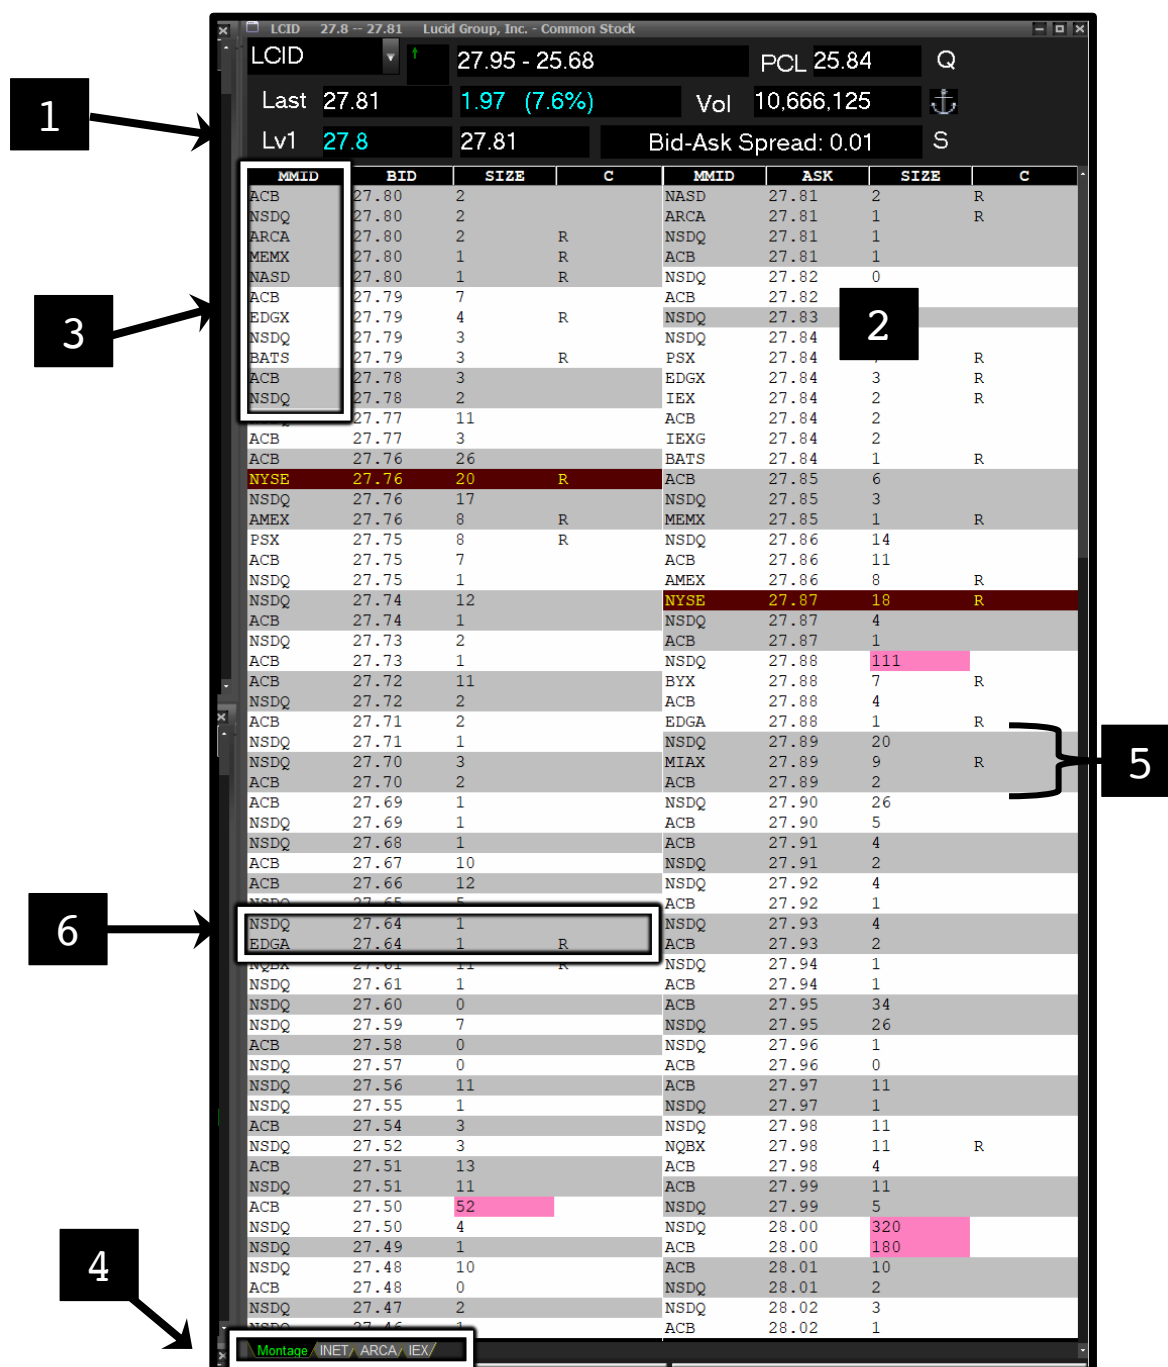 LCID 27.8 -- 27.81 Lucid Group, Inc. - Common Stock
LCID 27.95 - 25.68 PCL 25.84 Q
1
Last 27.81 1.97 (7.6%) Vol 10,666,125
Lv1 27.8 27.81 Bid-Ask Spread: 0.01 S
MMID BID SIZE C MMID ASK SIZE C
ACB 27.80 2 NASD 27.81 2 R
NSDQ 27.80 2 ARCA 27.81 1 R
ARCA 27.80 2 R NSDQ 27.81 1
MEMX 27.80 1 R ACB 27.81 1
NASD 27.80 1 R NSDQ 27.82 0
ACB 27.79 7 ACB 27.82
EDGX 27.79 4 R NSDQ 27.83
2
3
NSDQ 27.79 3 NSDQ 27.84
BATS 27.79 3 R PSX 27.84 R
ACB 27.78 3 EDGX 27.84 3 R
NSDQ 27.78 2 IEX 27.84 2 R
27.77 11 ACB 27.84 2
ACB 27.77 3 IEXG 27.84 2
ACB 27.76 26 BATS 27.84 1 R
NYSE 27.76 20 R ACB 27.85 6
NSDQ 27.76 17 NSDQ 27.85 3
AMEX 27.76 8 R MEMX 27.85 1 R
PSX 27.75 8 R NSDQ 27.86 14
ACB 27.75 7 ACB 27.86 11
NSDQ 27.75 1 AMEX 27.86 8 R
NSDQ 27.74 12 NYSE 27.87 18 R
ACB 27.74 1 NSDQ 27.87 4
NSDQ 27.73 2 ACB 27.87 1
ACB 27.73 1 NSDQ 27.88 111
ACB 27.72 11 BYX 27.88 7 R
NSDQ 27.72 2 ACB 27.88 4
ACB 27.71 2 EDGA 27.88 1 R
NSDQ 27.71 1 NSDQ 27.89 20
NSDQ 27.70 3 MIAX 27.89 9 R
5
ACB 27.70 2 ACB 27.89 2
ACB 27.69 1 NSDQ 27.90 26
NSDQ 27.69 1 ACB 27.90 5
NSDQ 27.68 1 ACB 27.91 4
ACB 27.67 10 NSDQ 27.91 2
ACB 27.66 12 NSDQ 27.92 4
NSDQ 27.65 5 ACB 27.92 1
6
NSDQ 27.64 1 NSDQ 27.93 4
EDGA 27.64 1 R ACB 27.93 2
NQBX 27.61 11 R NSDQ 27.94 1
NSDQ 27.61 1 ACB 27.94 1
NSDQ 27.60 0 ACB 27.95 34
NSDQ 27.59 7 NSDQ 27.95 26
ACB 27.58 0 NSDQ 27.96 1
NSDQ 27.57 0 ACB 27.96 0
NSDQ 27.56 11 ACB 27.97 11
NSDQ 27.55 1 NSDQ 27.97 1
ACB 27.54 3 NSDQ 27.98 11
NSDQ 27.52 3 NQBX 27.98 11 R
ACB 27.51 13 ACB 27.98 4
NSDQ 27.51 11 ACB 27.99 11
ACB 27.50 52 NSDQ 27.99 5
NSDQ 27.50 4 NSDQ 28.00 320
NSDQ 27.49 1 ACB 28.00 180
4
NSDQ 27.48 10 ACB 28.01 10
ACB 27.48 0 NSDQ 28.01 2
NSDQ 27.47 2 NSDQ 28.02 3
NSDQ 27.46 1 ACB 28.02 1
Montage INET ARCA IEX